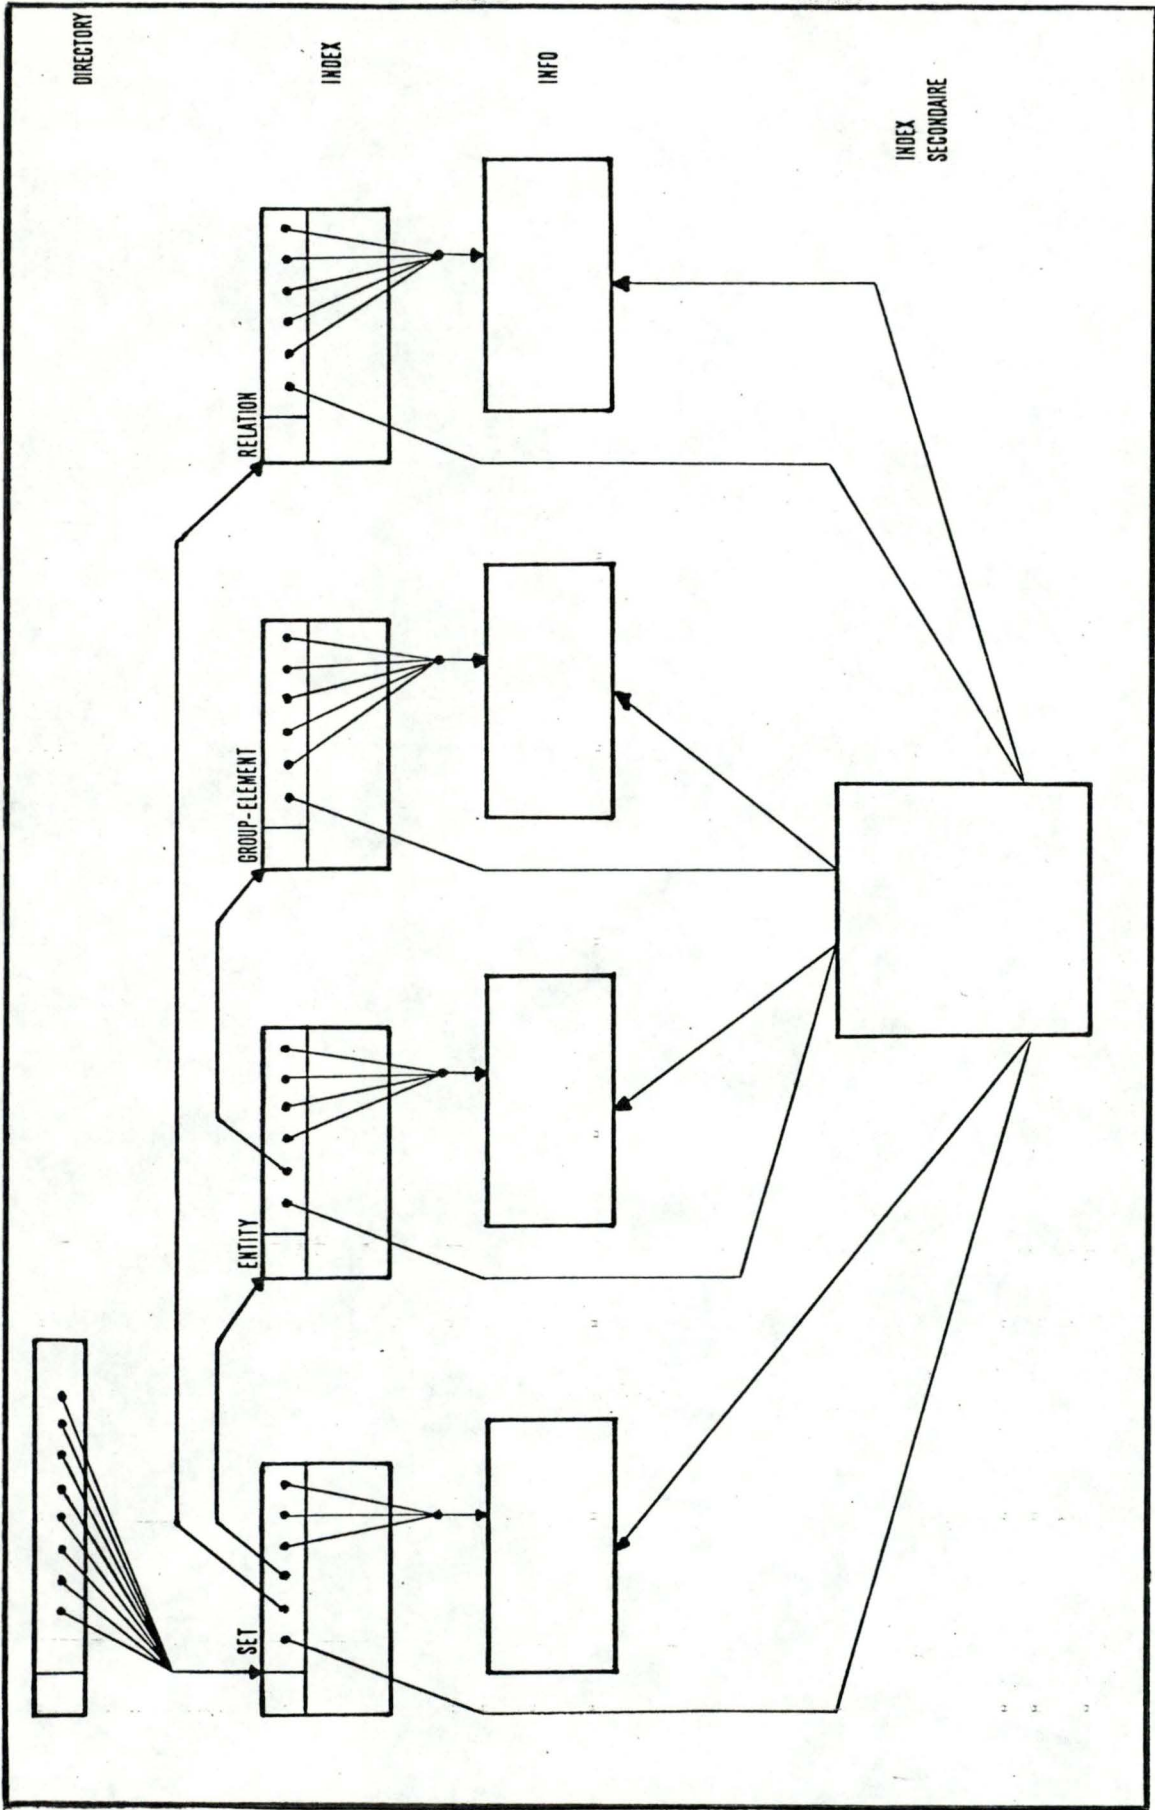 DIRECTORY
SET
ENTITY
GROUP-ELEMENT
RELATION
INDEX
INFO
INDEX
SECONDAIRE